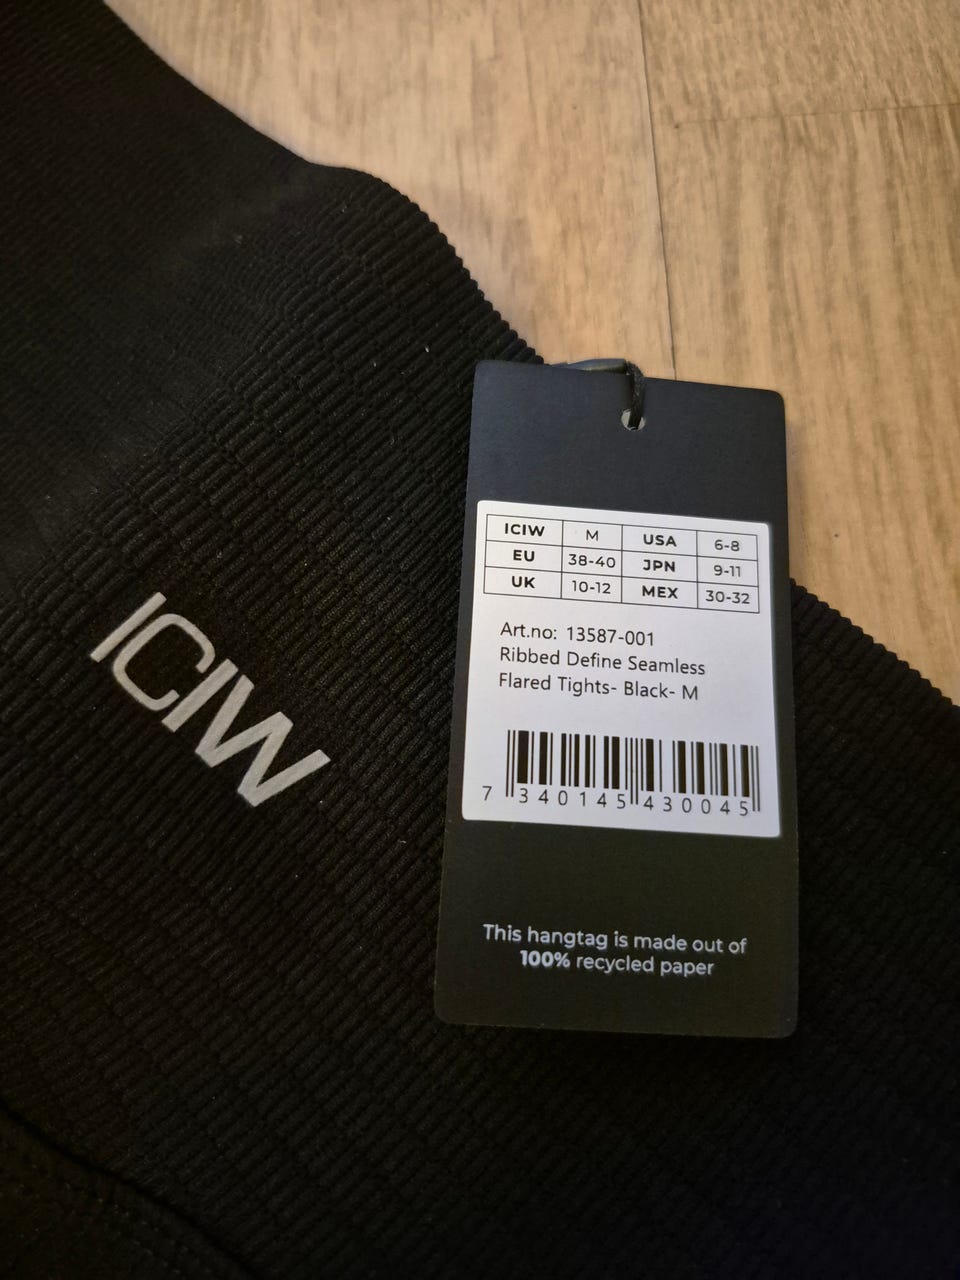 ICIW
ICIW M USA 6-8
EU 38-40 JPN 9-11
UK 10-12 MEX 30-32
Art.no: 13587-001
Ribbed Define Seamless
Flared Tights- Black- M
7 340145 430045
This hangtag is made out of
100% recycled paper